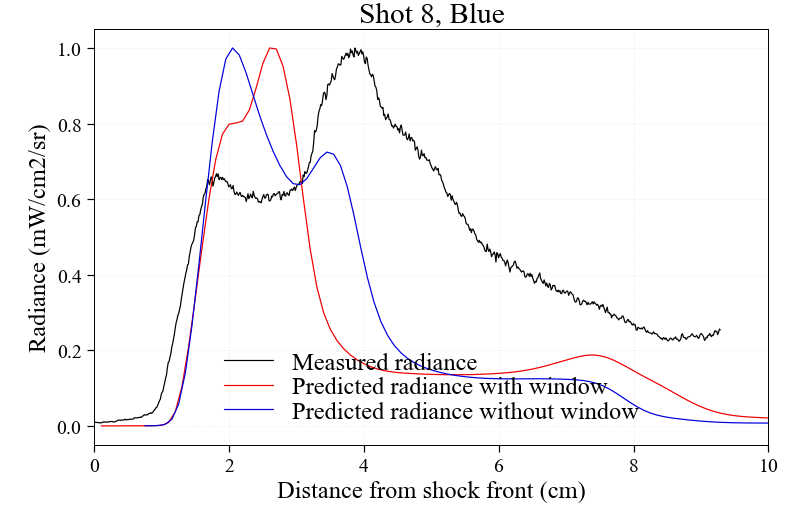 Shot 8, Blue
Radiance (mW/cm2/sr)
1.0
0.8
0.6
0.4
0.2
0.0
Measured radiance
Predicted radiance with window
Predicted radiance without window
0 2 4 6 8 10
Distance from shock front (cm)